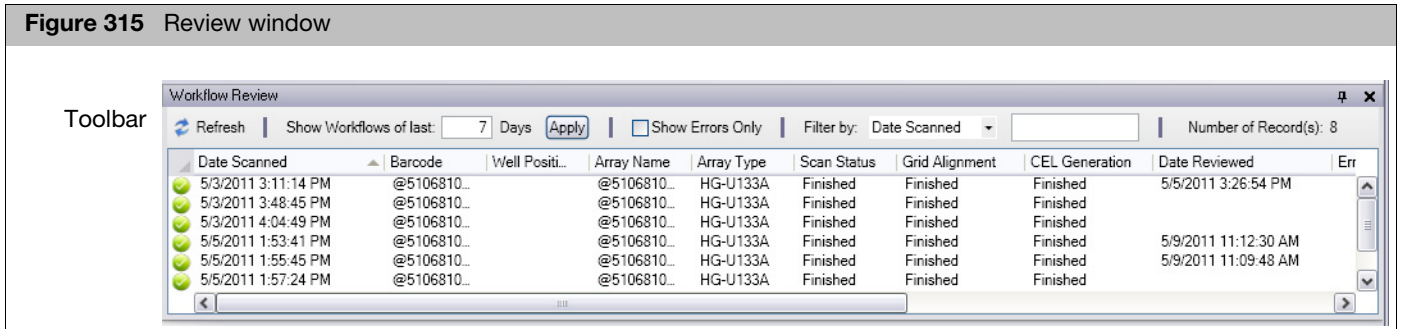 Figure 315 Review window
Workflow Review
Toolbar
Refresh Show Workflows of last: 7 Days Apply Show Errors Only Filter by: Date Scanned Number of Record(s): 8
Date Scanned Barcode Well Positi... Array Name Array Type Scan Status Grid Alignment CEL Generation Date Reviewed Err
5/3/2011 3:11:14 PM @5106810... @5106810... HG-U133A Finished Finished Finished 5/5/2011 3:26:54 PM
5/3/2011 3:48:45 PM @5106810... @5106810... HG-U133A Finished Finished Finished
5/3/2011 4:04:49 PM @5106810... @5106810... HG-U133A Finished Finished Finished
5/5/2011 1:53:41 PM @5106810... @5106810... HG-U133A Finished Finished Finished 5/9/2011 11:12:30 AM
5/5/2011 1:55:45 PM @5106810... @5106810... HG-U133A Finished Finished Finished 5/9/2011 11:09:48 AM
5/5/2011 1:57:24 PM @5106810... @5106810... HG-U133A Finished Finished Finished